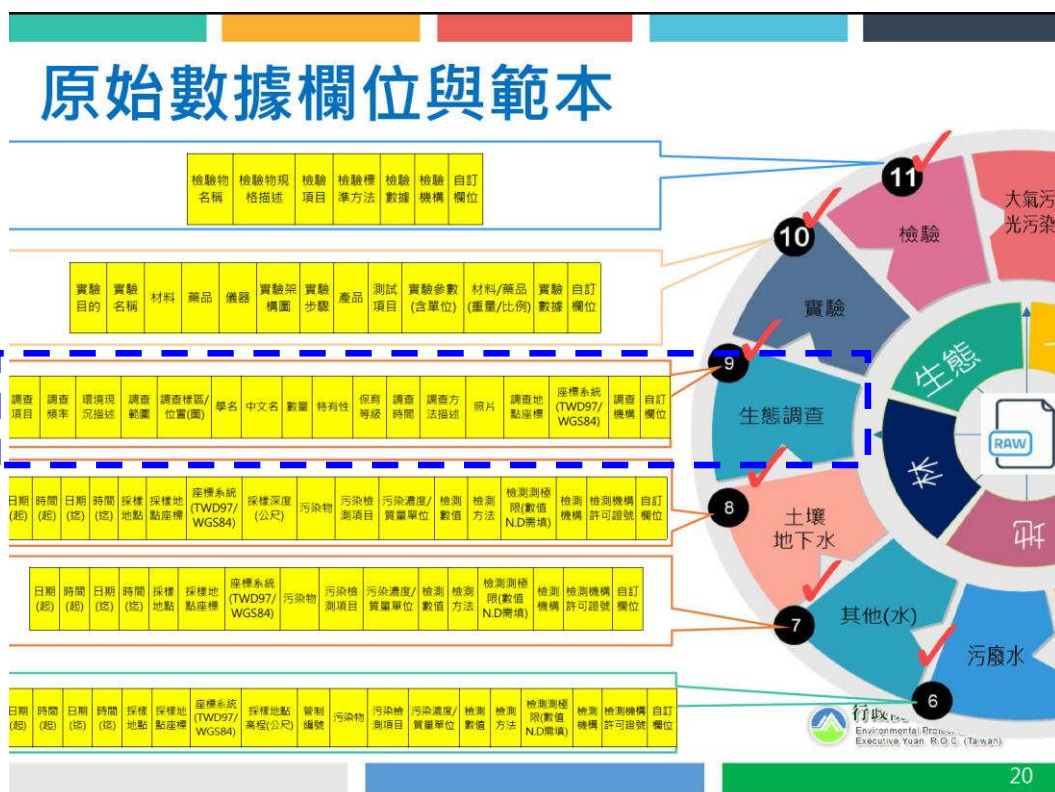 原始數據欄位與範本
檢驗物名稱 檢驗物規格描述 檢驗項目 檢驗標準方法 檢驗數據 檢驗機構 自訂欄位
11
檢驗
大氣污
光污染
實驗目的 實驗名稱 材料 藥品 儀器 實驗架構圖 實驗步驟 產品 測試項目 實驗參數(含單位) 材料/藥品(重量/比例) 實驗數據 自訂欄位
10
實驗
調查項目 調查頻率 環境現況描述 調查範圍 調查樣區/位置(圖) 學名 中文名 數量 特有性 保育等級 調查時間 調查方法描述 照片 調查地點座標 座標系統(TWD97/WGS84) 調查機構 自訂欄位
9
生態調查
生態
RAW
日期(起) 時間(起) 日期(迄) 時間(迄) 採樣地點 採樣地點座標 座標系統(TWD97/WGS84) 採樣深度(公尺) 污染物 污染檢測項目 污染濃度/質量單位 檢測數值 檢測方法 檢測測極限(數值N.D需填) 檢測機構 檢測機構許可證號 自訂欄位
8
土壤
地下水
地
日期(起) 時間(起) 日期(迄) 時間(迄) 採樣地點 採樣地點座標 座標系統(TWD97/WGS84) 污染物 污染檢測項目 污染濃度/質量單位 檢測數值 檢測方法 檢測測極限(數值N.D需填) 檢測機構 檢測機構許可證號 自訂欄位
7
其他(水)
日期(起) 時間(起) 日期(迄) 時間(迄) 採樣地點 採樣地點座標 座標系統(TWD97/WGS84) 採樣地點高程(公尺) 管制編號 污染物 污染檢測項目 污染濃度/質量單位 檢測數值 檢測方法 檢測測極限(數值N.D需填) 檢測機構 檢測機構許可證號 自訂欄位
6
污廢水
行政
Environmental
Executive Yuan, R.O.C. (Taiwan)
20